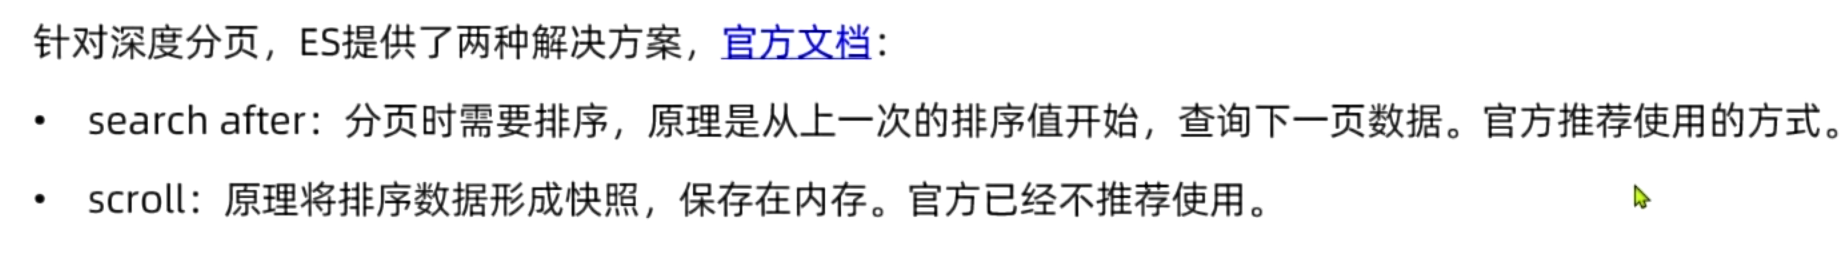 针对深度分页，ES提供了两种解决方案，官方文档：
• search after：分页时需要排序，原理是从上一次的排序值开始，查询下一页数据。官方推荐使用的方式。
• scroll：原理将排序数据形成快照，保存在内存。官方已经不推荐使用。